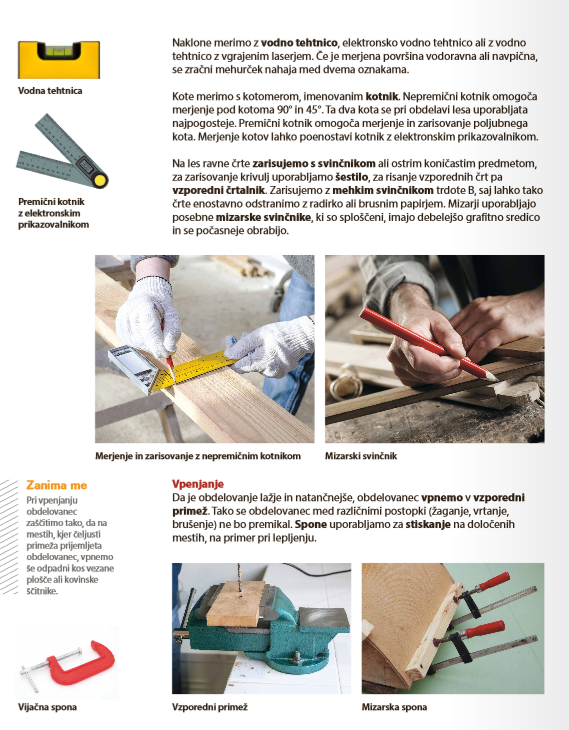 Naklone merimo z vodno tehtnico, elektronsko vodno tehtnico ali z vodno
tehtnico z vgrajenim laserjem. Če je merjena površina vodoravna ali navpična,
se zračni mehurček nahaja med dvema oznakama.
Vodna tehtnica
Kote merimo s kotomerom, imenovanim kotnik. Nepremični kotnik omogoča
merjenje pod kotoma 90° in 45°. Ta dva kota se pri obdelavi lesa uporabljata
najpogosteje. Premični kotnik omogoča merjenje in zarisovanje poljubnega
kota. Merjenje kotov lahko poenostavi kotnik z elektronskim prikazovalnikom.
Premični kotnik
z elektronskim
prikazovalnikom
Na les ravne črte zarisujemo s svinčnikom ali ostrim koničastim predmetom,
za zarisovanje krivulj uporabljamo šestilo, za risanje vzporednih črt pa
vzporedni črtalnik. Zarisujemo z mehkim svinčnikom trdote B, saj lahko tako
črte enostavno odstranimo z radirko ali brusnim papirjem. Mizarji uporabljajo
posebne mizarske svinčnike, ki so sploščeni, imajo debelejšo grafitno sredico
in se počasneje obrabijo.
Merjenje in zarisovanje z nepremičnim kotnikom
Mizarski svinčnik
Zanima me
Pri vpenjanju
obdelovanec
zaščitimo tako, da na
mestih, kjer čeljusti
primeža prijemljeta
obdelovanec, vpnemo
še odpadni kos vezane
plošče ali kovinske
ščitnike.
Vpenjanje
Da je obdelovanje lažje in natančnejše, obdelovanec vpnemo v vzporedni
primež. Tako se obdelovanec med različnimi postopki (žaganje, vrtanje,
brušenje) ne bo premikal. Spone uporabljamo za stiskanje na določenih
mestih, na primer pri lepljenju.
Vijačna spona
Vzporedni primež
Mizarska spona